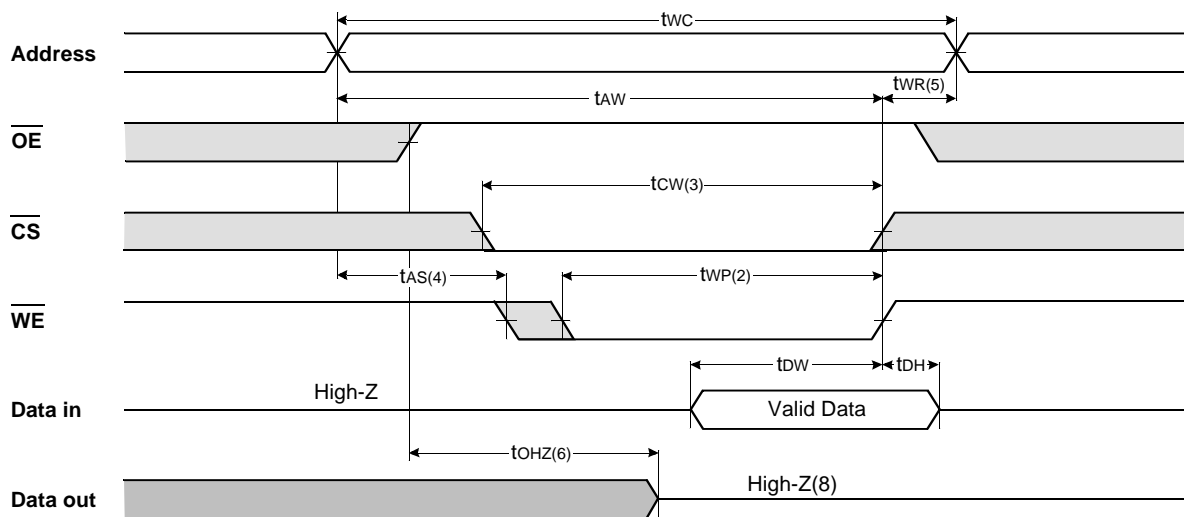 tWC
Address
tAW
tWR(5)
OE
tCW(3)
CS
tAS(4)
tWP(2)
WE
tDW
tDH
High-Z
Data in
Valid Data
tOHZ(6)
High-Z(8)
Data out